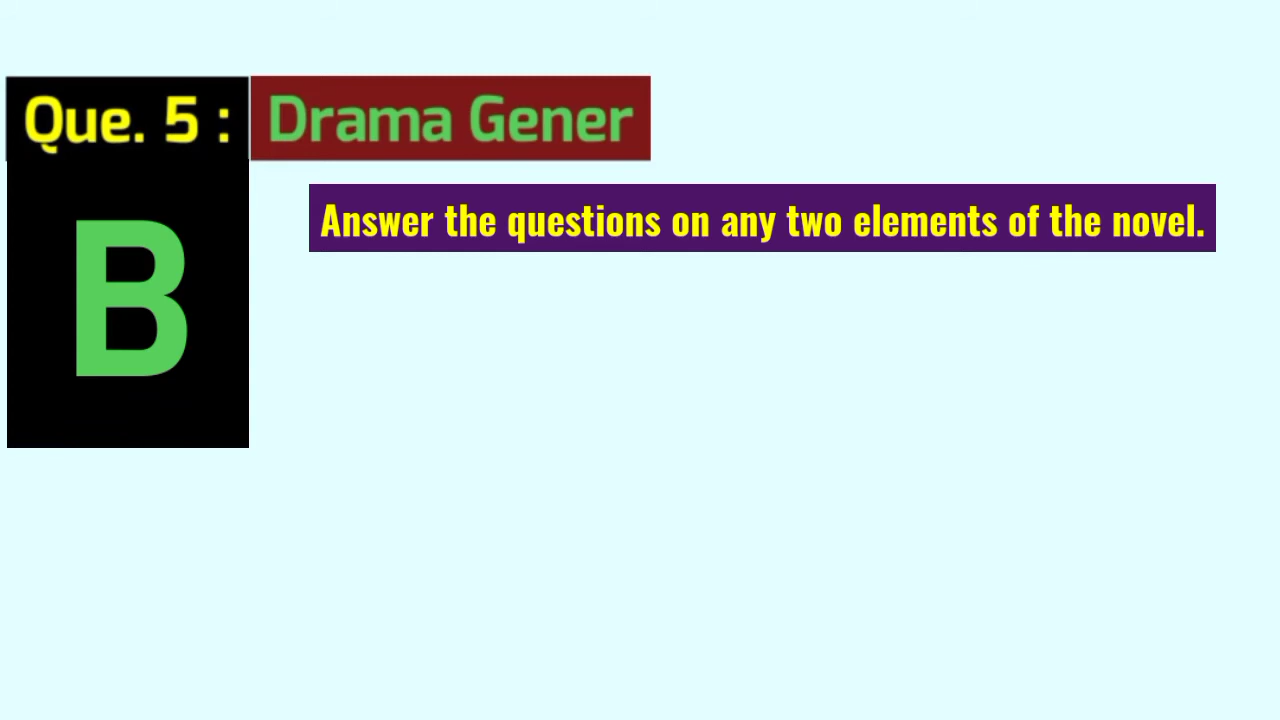 Que. 5 : Drama Gener
B
Answer the questions on any two elements of the novel.